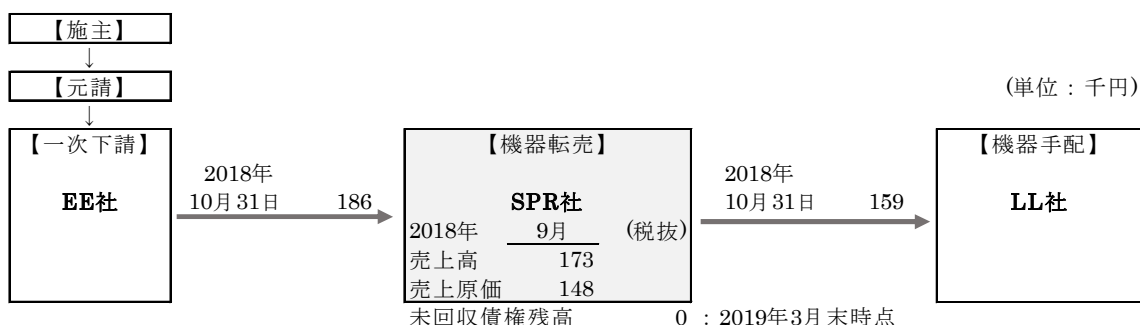 【施主】
↓
【元請】
(単位：千円)
↓
【一次下請】
EE社
2018年
10月31日 186
【機器転売】
SPR社
2018年 9月 (税抜)
売上高 173
売上原価 148
未回収債権残高 0 ：2019年3月末時点
2018年
10月31日 159
【機器手配】
LL社